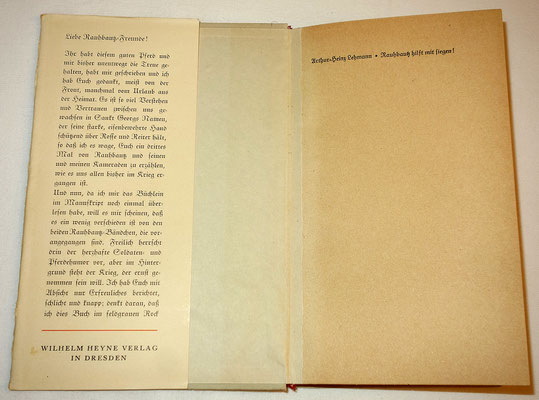 Liebe Rauhbautz-Freunde!
Ihr habt diesem guten Pferd und
mir bisher unentwegt die Treue ge-
halten, habt mir geschrieben und ich
hab Euch gedankt, meist von der
Front, manchmal vom Urlaub aus
der Heimat. Es ist so viel Verstehen
und Vertrauen zwischen uns ge-
wachsen in Sankt Georgs Namen,
der seine starke, eisenbewehrte Hand
schützend über Rosse und Reiter hält,
so daß ich es wage, Euch ein drittes
Mal von Rauhbautz und seinen
und meinen Kameraden zu erzählen,
wie es uns allen bisher im Krieg er-
gangen ist.
Und nun, da ich mir das Büchlein
im Manuskript noch einmal über-
lesen habe, will es mir scheinen, daß
es ein wenig verschieden ist von den
beiden Rauhbautz-Bändchen, die vor-
angegangen sind. Freilich herrscht
drin der herzhafte Soldaten- und
Pferdehumor vor, aber im Hinter-
grund steht der Krieg, der ernst ge-
nommen sein will. Ich hab Euch mit
Absicht nur Erfreuliches berichtet,
schlicht und knapp; denkt daran, daß
ich dies Buch im feldgrauen Rock
WILHELM HEYNE VERLAG
IN DRESDEN
Arthur-Heinz Lehmann • Rauhbautz hilft mit siegen!